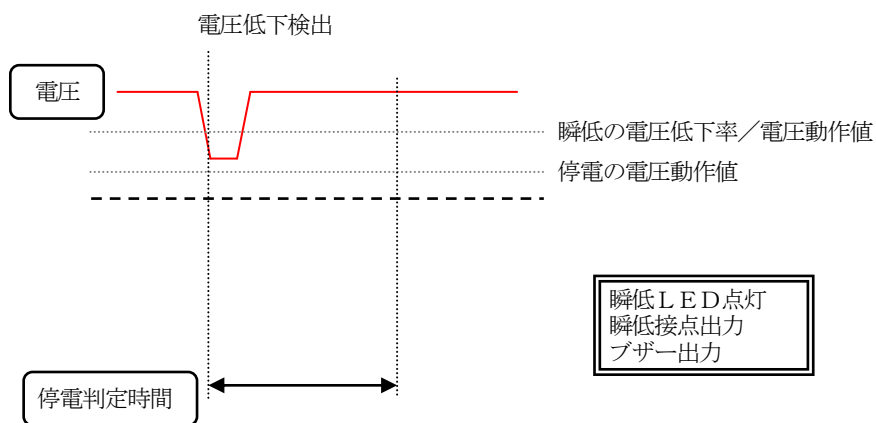 電圧低下検出
電圧
瞬低の電圧低下率／電圧動作値
停電の電圧動作値
瞬低ＬＥＤ点灯
瞬低接点出力
ブザー出力
停電判定時間